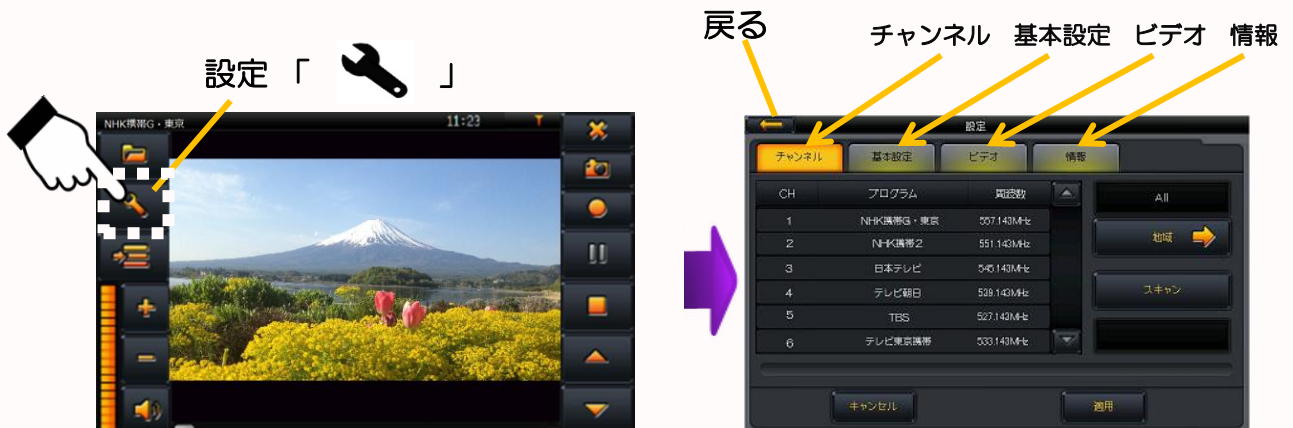 設定「 」
NHK携帯G・東京 11:23
戻る
チャンネル 基本設定 ビデオ 情報
設定
チャンネル 基本設定 ビデオ 情報
CH プログラム 周波数
1 NHK携帯G・東京 557.143MHz
2 NHK携帯2 551.143MHz
3 日本テレビ 545.143MHz
4 テレビ朝日 539.143MHz
5 TBS 527.143MHz
6 テレビ東京携帯 533.143MHz
All
地域
スキャン
キャンセル 適用